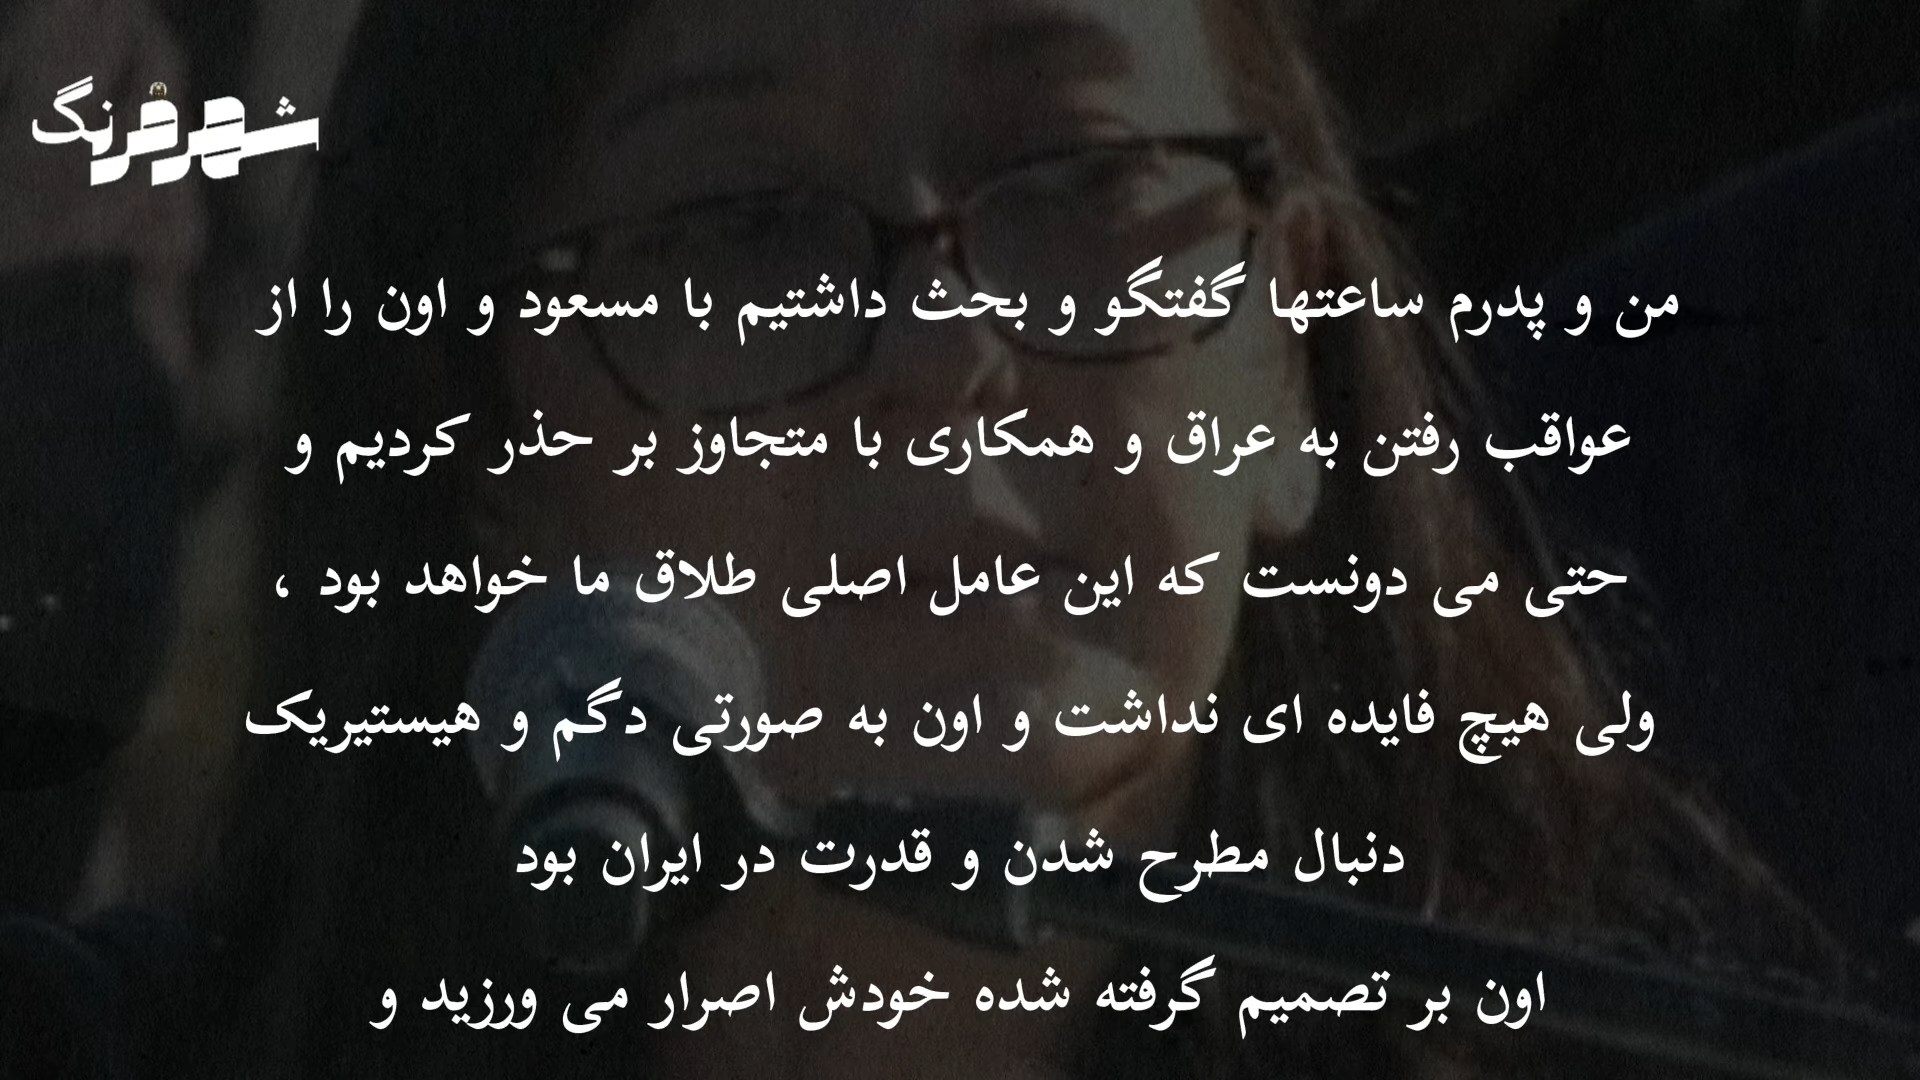 شهر فرنگ
من و پدرم ساعتها گفتگو و بحث داشتیم با مسعود و اون را از
عواقب رفتن به عراق و همکاری با متجاوز بر حذر کردیم و
حتی می دونست که این عامل اصلی طلاق ما خواهد بود ،
ولی هیچ فایده ای نداشت و اون به صورتی دگم و هیستیریک
دنبال مطرح شدن و قدرت در ایران بود
اون بر تصمیم گرفته شده خودش اصرار می ورزید و